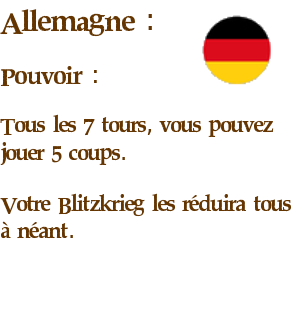 Allemagne :
Pouvoir :
Tous les 7 tours, vous pouvez
jouer 5 coups.
Votre Blitzkrieg les réduira tous
à néant.